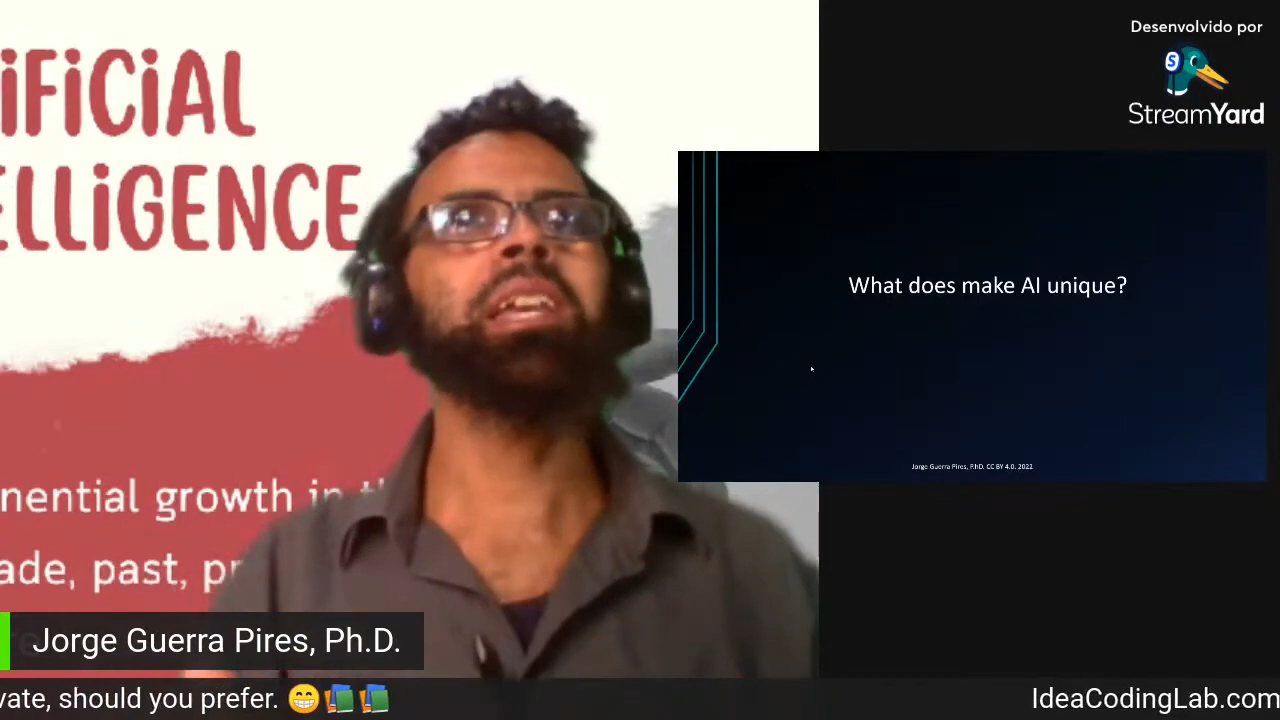 iFiCiAL
ELLiGENCE
nential growth in t
ade, past, pr
Jorge Guerra Pires, Ph.D.
vate, should you prefer. 😁
IdeaCodingLab.com
Desenvolvido por
S
StreamYard
What does make AI unique?
Jorge Guerra Pires, P.hD. CC BY 4.0. 2022